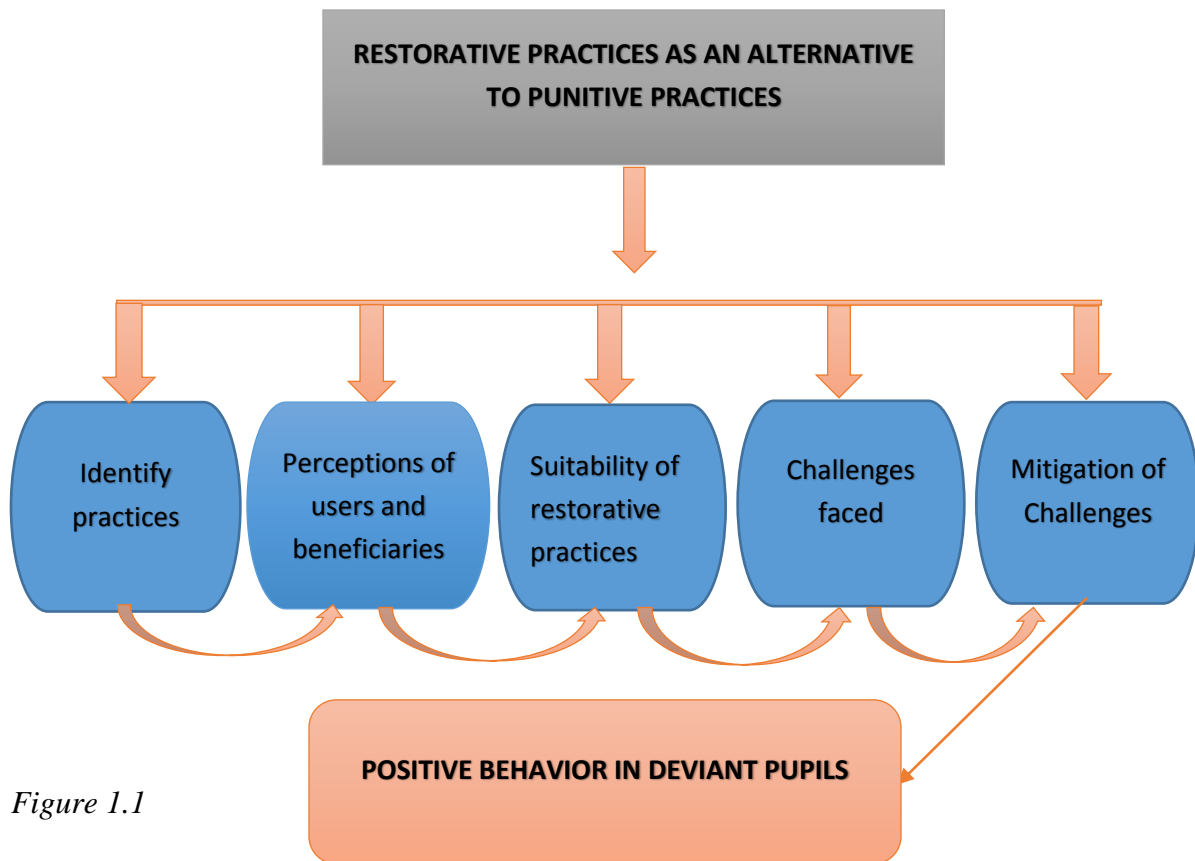 RESTORATIVE PRACTICES AS AN ALTERNATIVE
TO PUNITIVE PRACTICES
Identify
practices
Perceptions of
users and
beneficiaries
Suitability of
restorative
practices
Challenges
faced
Mitigation of
Challenges
POSITIVE BEHAVIOR IN DEVIANT PUPILS
Figure 1.1